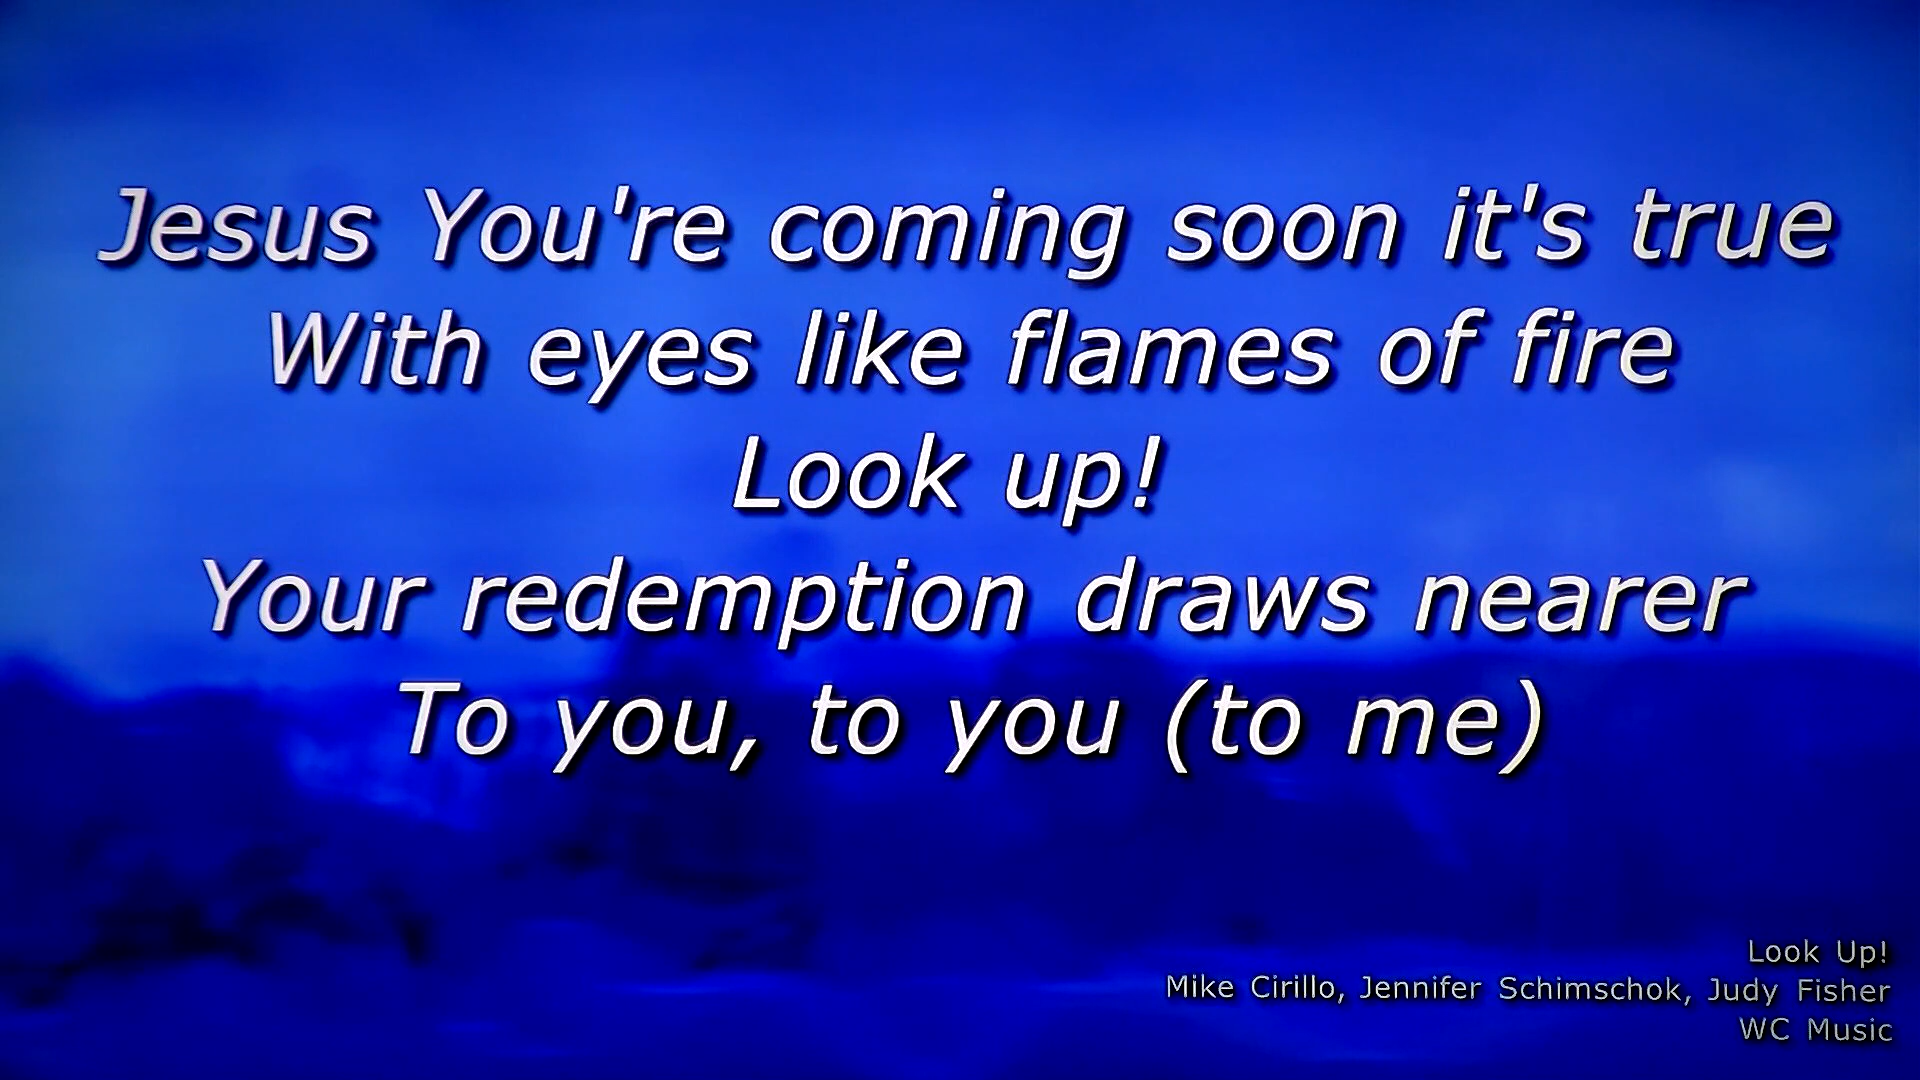 Jesus You're coming soon it's true
With eyes like flames of fire
Look up!
Your redemption draws nearer
To you, to you (to me)
Look Up!
Mike Cirillo, Jennifer Schimschok, Judy Fisher
WC Music